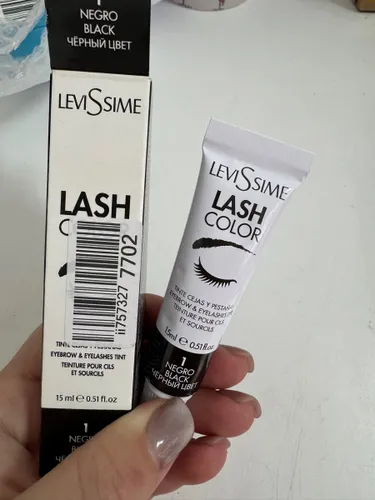 1
NEGRO
BLACK
ЧЁРНЫЙ ЦВЕТ
LEVISSIME
LASH
ii757327 7702
EYEBROW & EYELASHES TINT
TEINTURE POUR CILS
ET SOURCILS
15 ml e 0.51 fl.oz
1
NEGRO
LEVISSIME
LASH
COLOR
TINTE CEJAS Y PESTAÑAS
EYEBROW & EYELASHES TINT
TEINTURE POUR CILS
ET SOURCILS
15ml e 0.51fl.oz
1
NEGRO
BLACK
ЧЁРНЫЙ ЦВЕТ